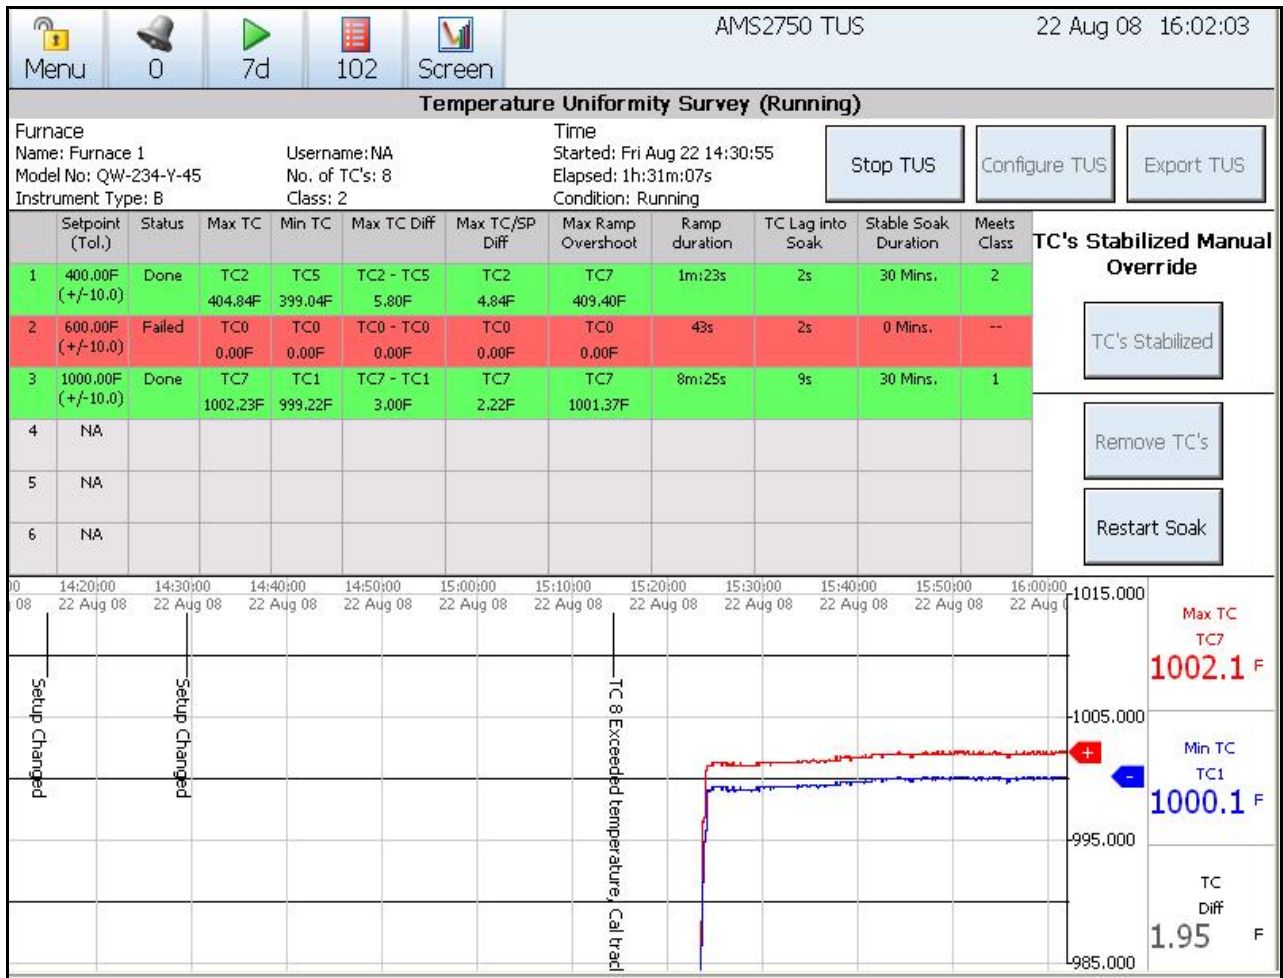 AMS2750 TUS 22 Aug 08 16:02:03
Menu 0 7d 102 Screen
Temperature Uniformity Survey (Running)
Furnace
Name: Furnace 1
Model No: QW-234-Y-45
Instrument Type: B
Username:NA
No. of TC's: 8
Class: 2
Time
Started: Fri Aug 22 14:30:55
Elapsed: 1h:31m:07s
Condition: Running
Stop TUS
Configure TUS
Export TUS
Setpoint (Tol.) Status Max TC Min TC Max TC Diff Max TC/SP Diff Max Ramp Overshoot Ramp duration TC Lag into Soak Stable Soak Duration Meets Class
1 400.00F Done TC2 TC5 TC2 - TC5 TC2 TC7 1m:23s 2s 30 Mins. 2
(+/-10.0) 404.84F 399.04F 5.80F 4.84F 409.40F
2 600.00F Failed TC0 TC0 TC0 - TC0 TC0 TC0 43s 2s 0 Mins. --
(+/-10.0) 0.00F 0.00F 0.00F 0.00F 0.00F
3 1000.00F Done TC7 TC1 TC7 - TC1 TC7 TC7 8m:25s 9s 30 Mins. 1
(+/-10.0) 1002.23F 999.22F 3.00F 2.22F 1001.37F
4 NA
5 NA
6 NA
TC's Stabilized Manual
Override
TC's Stabilized
Remove TC's
Restart Soak
00 14:20:00 14:30:00 14:40:00 14:50:00 15:00:00 15:10:00 15:20:00 15:30:00 15:40:00 15:50:00 16:00:00
08 22 Aug 08 22 Aug 08 22 Aug 08 22 Aug 08 22 Aug 08 22 Aug 08 22 Aug 08 22 Aug 08 22 Aug 08 22 Aug 08 22 Aug
Setup Changed
Setup Changed
TC 8 Exceeded temperature, Cal trac
1015.000
1005.000
995.000
985.000
+
-
Max TC
TC7
1002.1 F
Min TC
TC1
1000.1 F
TC
Diff
1.95 F